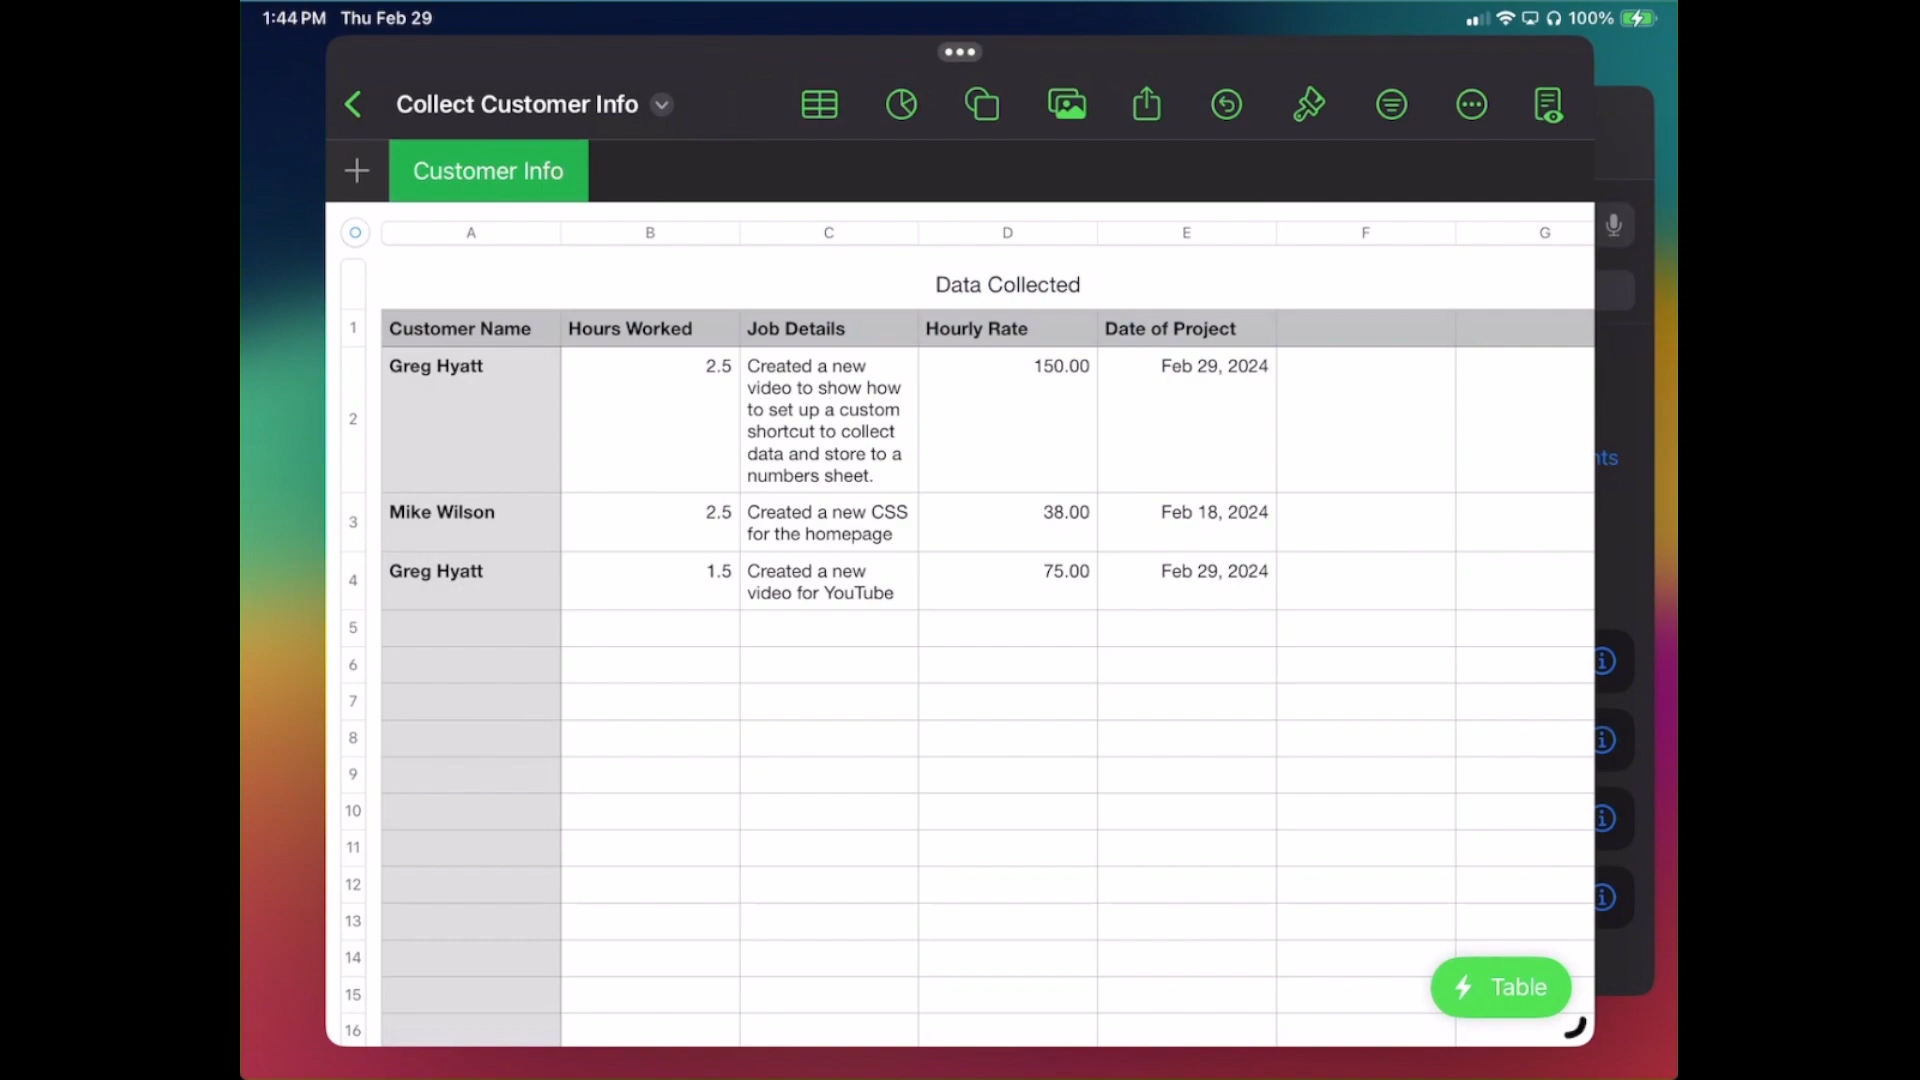 1:44 PM Thu Feb 29
100%
Collect Customer Info
Customer Info
A B C D E F G
Data Collected
1 Customer Name Hours Worked Job Details Hourly Rate Date of Project
2 Greg Hyatt 2.5 Created a new 150.00 Feb 29, 2024
video to show how
to set up a custom
shortcut to collect
data and store to a
numbers sheet.
nts
3 Mike Wilson 2.5 Created a new CSS 38.00 Feb 18, 2024
for the homepage
4 Greg Hyatt 1.5 Created a new 75.00 Feb 29, 2024
video for YouTube
5
6
7
8
9
10
11
12
13
14
15
16
Table